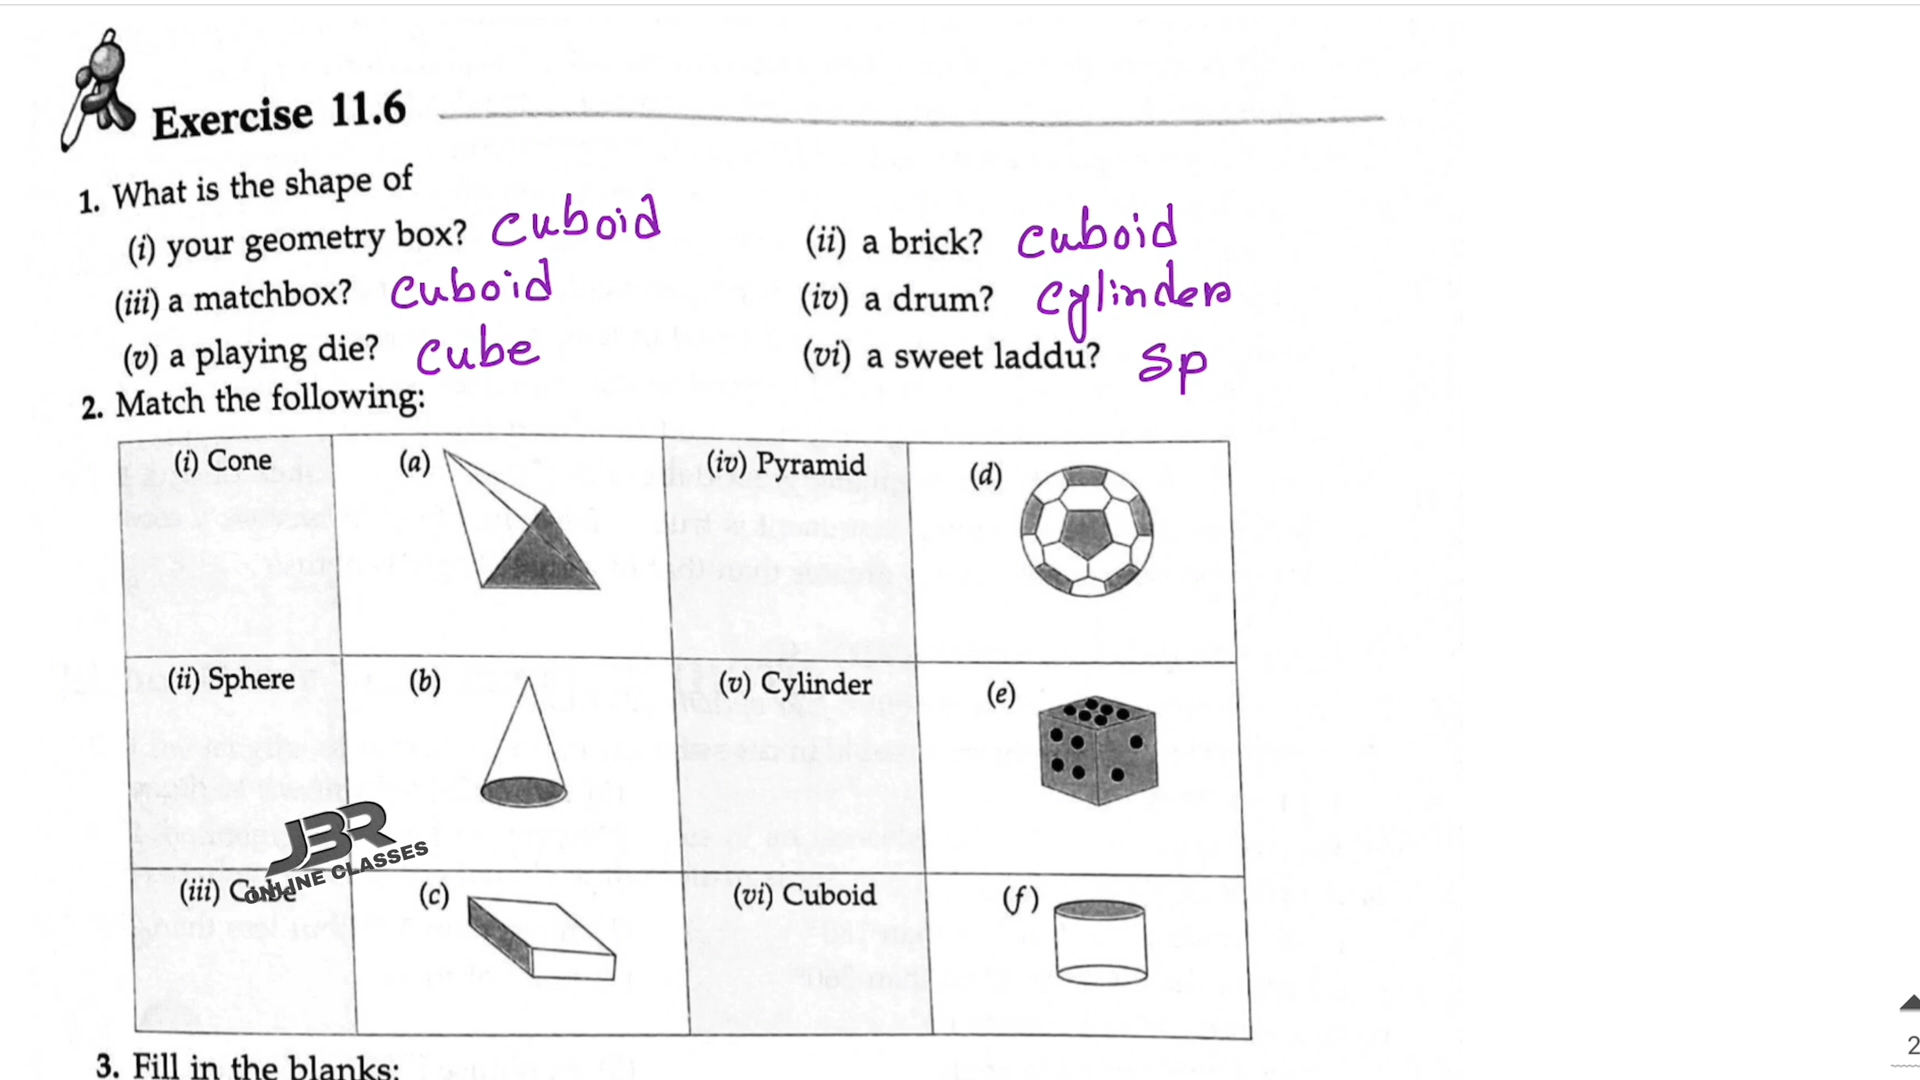 Exercise 11.6
1. What is the shape of
(i) your geometry box? cuboid (ii) a brick? cuboid
(iii) a matchbox? cuboid (iv) a drum? cylinder
(v) a playing die? cube (vi) a sweet laddu? sp
2. Match the following:
(i) Cone (a) (iv) Pyramid (d)
(ii) Sphere (b) (v) Cylinder (e)
JBR
ONLINE CLASSES
(iii) Cube (c) (vi) Cuboid (f)
3. Fill in the blanks:
2